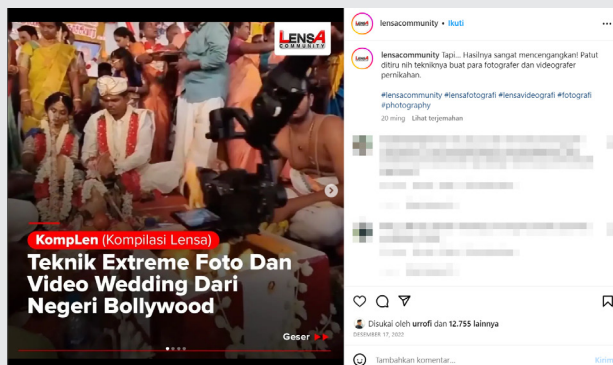 LENSA
COMMUNITY
KompLen (Kompilasi Lensa)
Teknik Extreme Foto Dan
Video Wedding Dari
Negeri Bollywood
Geser
lensacommunity • Ikuti
lensacommunity Tapi... Hasilnya sangat mencengangkan! Patut
ditiru nih tekniknya buat para fotografer dan videografer
pernikahan.
#lensacommunity #lensafotografi #lensavideografi #fotografi
#photography
20 ming Lihat terjemahan
Disukai oleh urrofi dan 12.755 lainnya
DESEMBER 17, 2022
Tambahkan komentar...
Kirim